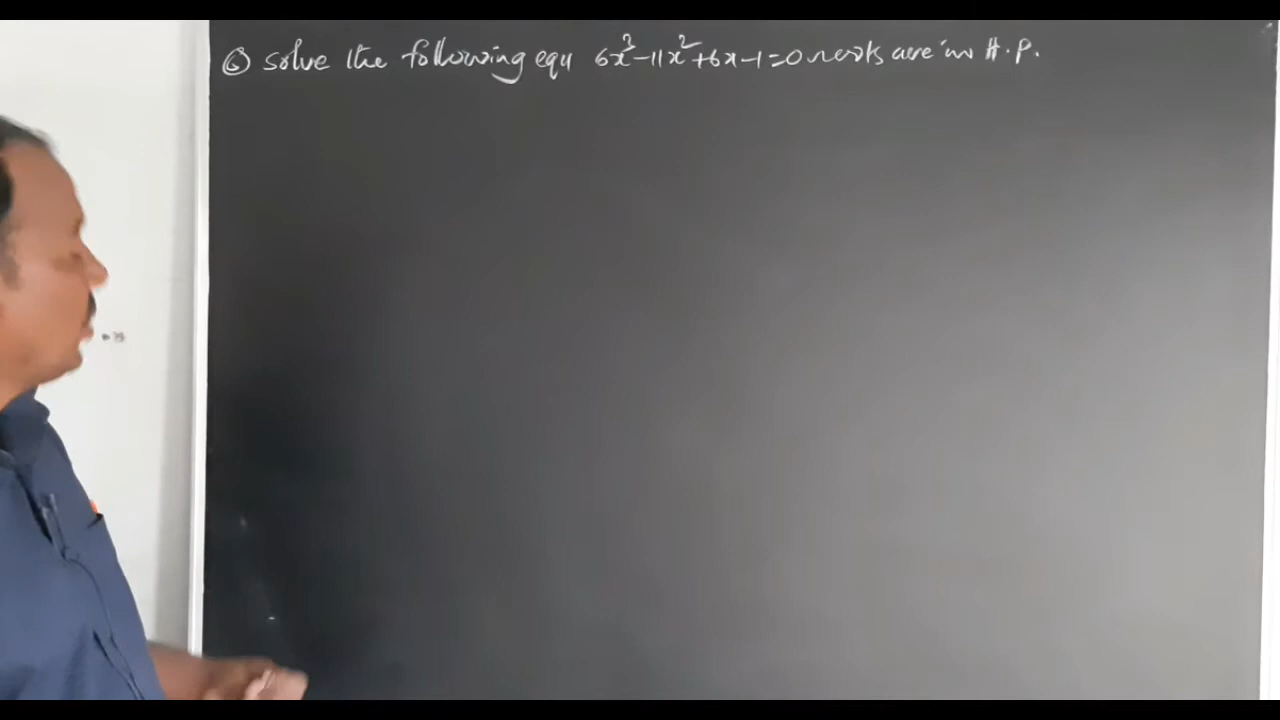 ⑥ solve the following equ 6x³-11x²+6x-1=0 roots are in H.P.